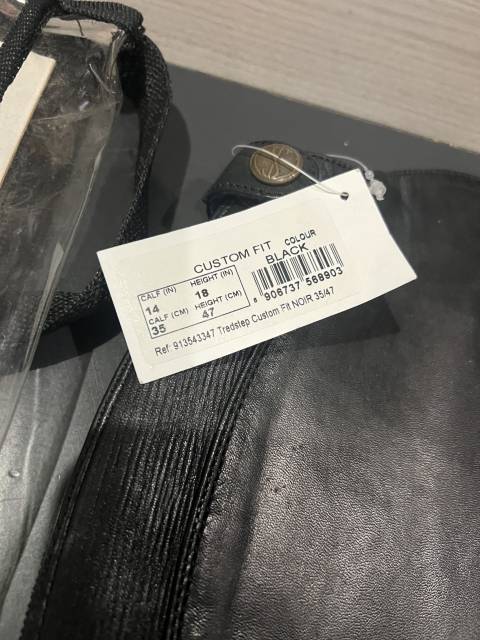 CUSTOM FIT
COLOUR
BLACK
CALF (IN) HEIGHT (IN)
14 18
CALF (CM) HEIGHT (CM)
35 47
8 906737 568903
Ref: 913543347 Tredstep Custom Fit NOIR 35/47